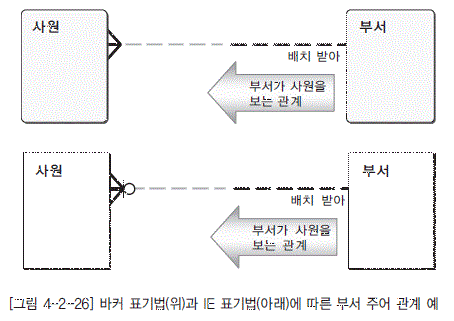 사원
부서
배치 받아
부서가 사원을
보는 관계
사원
부서
배치 받아
부서가 사원을
보는 관계
[그림 4-2-26] 바커 표기법(위)과 IE 표기법(아래)에 따른 부서 주어 관계 예